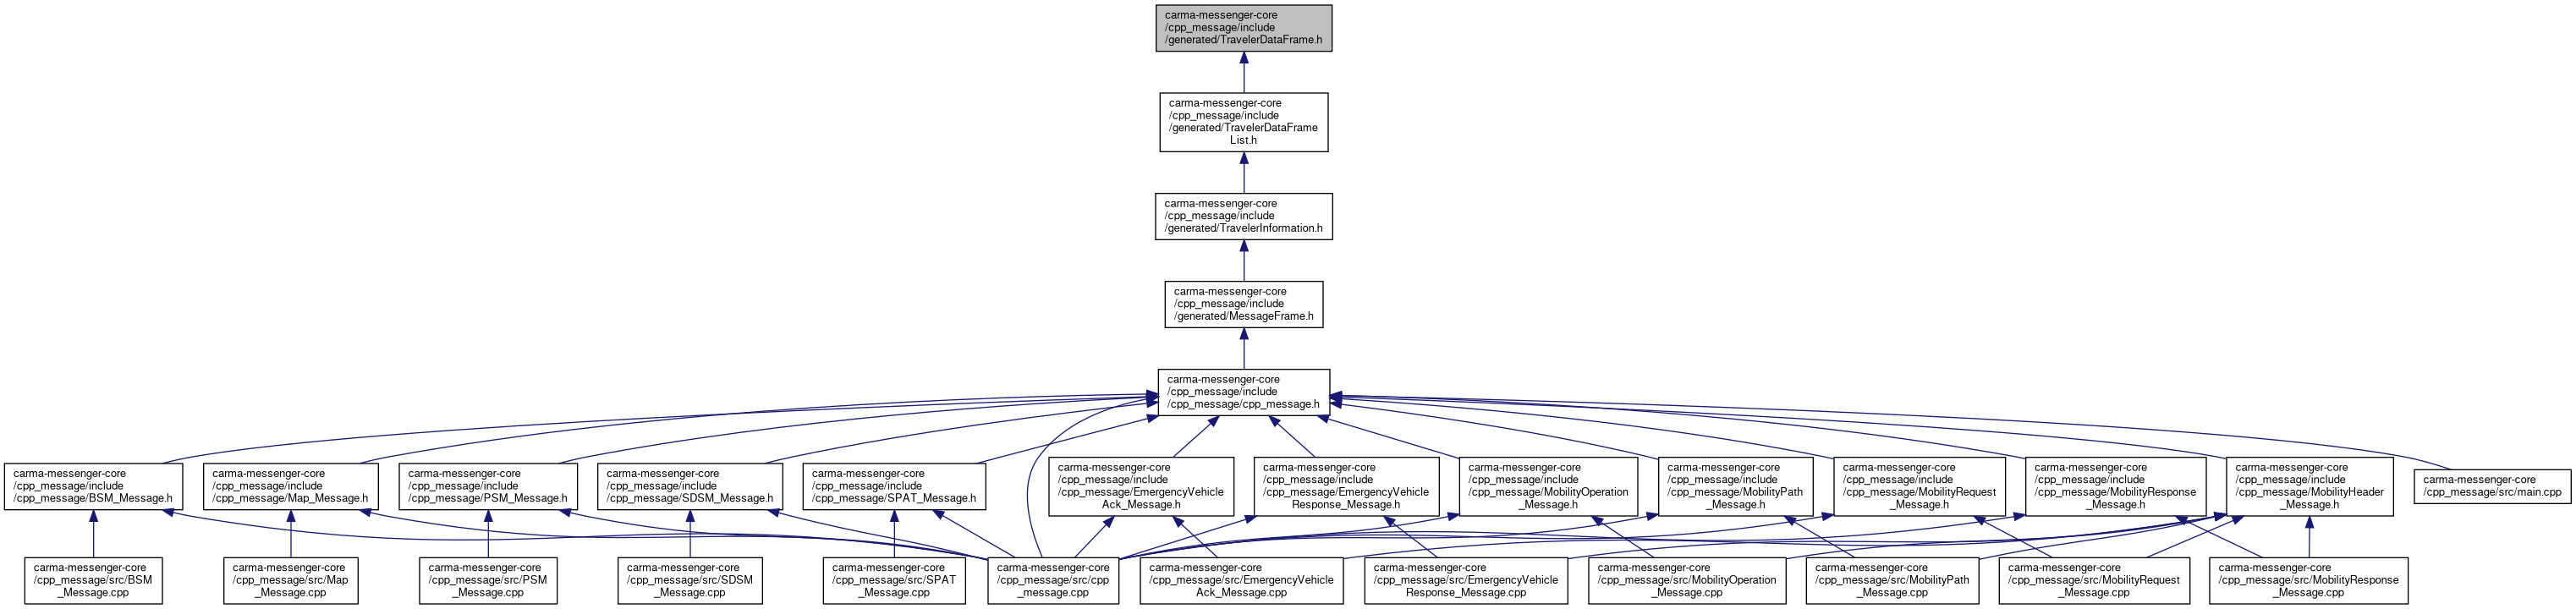 carma-messenger-core
/cpp_message/include
/generated/TravelerDataFrame.h
carma-messenger-core
/cpp_message/include
/generated/TravelerDataFrame
List.h
carma-messenger-core
/cpp_message/include
/generated/TravelerInformation.h
carma-messenger-core
/cpp_message/include
/generated/MessageFrame.h
carma-messenger-core
/cpp_message/include
/cpp_message/cpp_message.h
carma-messenger-core
/cpp_message/include
/cpp_message/BSM_Message.h
carma-messenger-core
/cpp_message/include
/cpp_message/Map_Message.h
carma-messenger-core
/cpp_message/include
/cpp_message/PSM_Message.h
carma-messenger-core
/cpp_message/include
/cpp_message/SDSM_Message.h
carma-messenger-core
/cpp_message/include
/cpp_message/SPAT_Message.h
carma-messenger-core
/cpp_message/include
/cpp_message/EmergencyVehicle
Ack_Message.h
carma-messenger-core
/cpp_message/include
/cpp_message/EmergencyVehicle
Response_Message.h
carma-messenger-core
/cpp_message/include
/cpp_message/MobilityOperation
_Message.h
carma-messenger-core
/cpp_message/include
/cpp_message/MobilityPath
_Message.h
carma-messenger-core
/cpp_message/include
/cpp_message/MobilityRequest
_Message.h
carma-messenger-core
/cpp_message/include
/cpp_message/MobilityResponse
_Message.h
carma-messenger-core
/cpp_message/include
/cpp_message/MobilityHeader
_Message.h
carma-messenger-core
/cpp_message/src/main.cpp
carma-messenger-core
/cpp_message/src/BSM
_Message.cpp
carma-messenger-core
/cpp_message/src/Map
_Message.cpp
carma-messenger-core
/cpp_message/src/PSM
_Message.cpp
carma-messenger-core
/cpp_message/src/SDSM
_Message.cpp
carma-messenger-core
/cpp_message/src/SPAT
_Message.cpp
carma-messenger-core
/cpp_message/src/cpp
_message.cpp
carma-messenger-core
/cpp_message/src/EmergencyVehicle
Ack_Message.cpp
carma-messenger-core
/cpp_message/src/EmergencyVehicle
Response_Message.cpp
carma-messenger-core
/cpp_message/src/MobilityOperation
_Message.cpp
carma-messenger-core
/cpp_message/src/MobilityPath
_Message.cpp
carma-messenger-core
/cpp_message/src/MobilityRequest
_Message.cpp
carma-messenger-core
/cpp_message/src/MobilityResponse
_Message.cpp